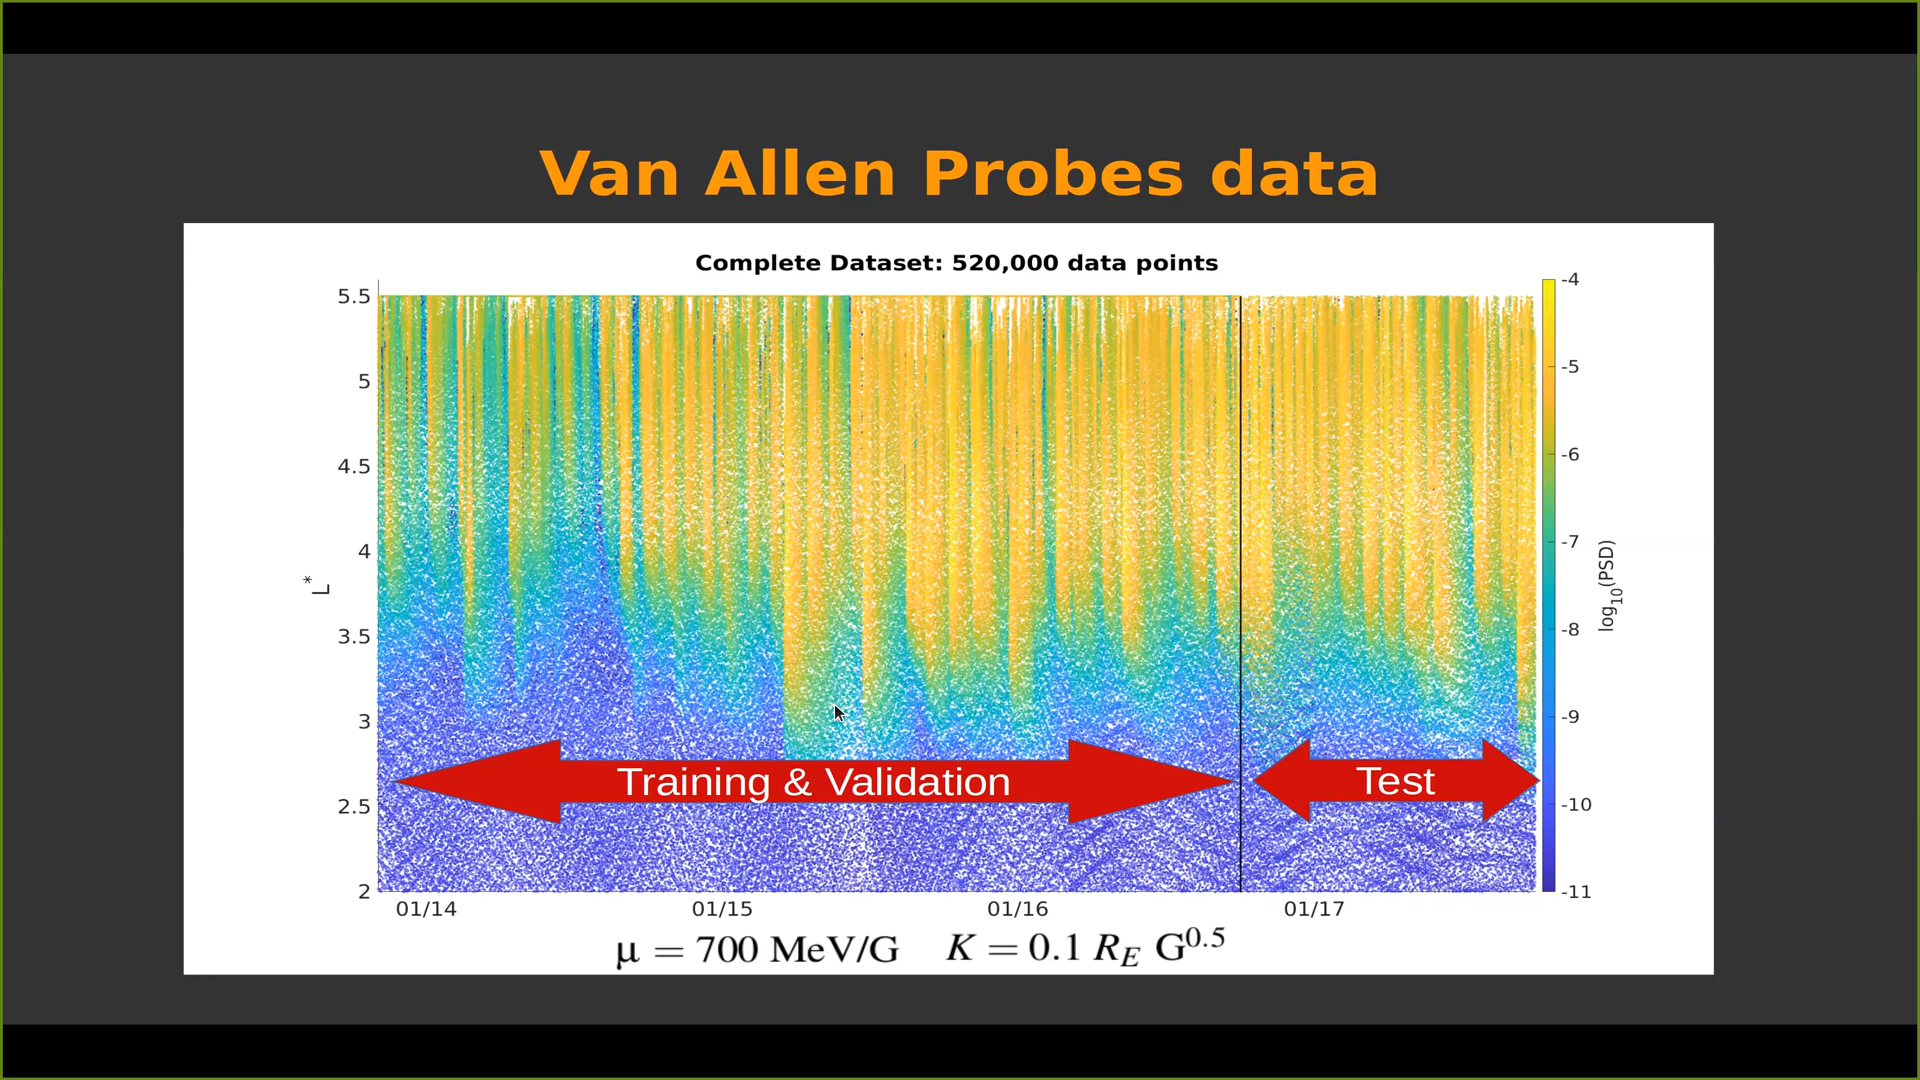 Van Allen Probes data
Complete Dataset: 520,000 data points
5.5
5
4.5
4
3.5
3
2.5
2
L*
01/14
01/15
01/16
01/17
-4
-5
-6
-7
-8
-9
-10
-11
log10(PSD)
Training & Validation
Test
μ = 700 MeV/G K = 0.1 R_E G^0.5